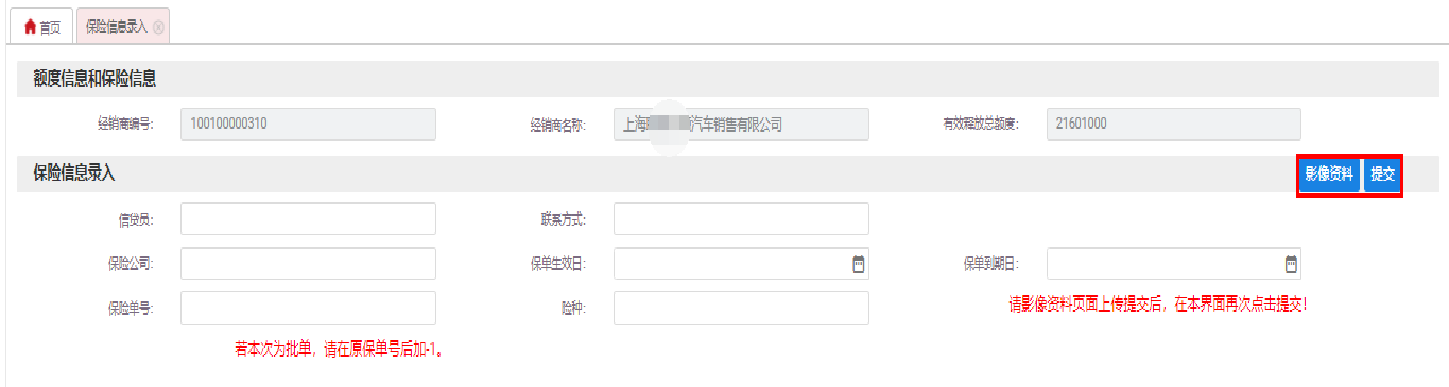 首页 保险信息录入
额度信息和保险信息
经销商编号: 100100000310 经销商名称: 上海 汽车销售有限公司 有效释放总额度: 21601000
保险信息录入 影像资料 提交
信贷员: 联系方式:
保险公司: 保单生效日: 保单到期日:
保险单号: 险种: 请影像资料页面上传提交后，在本界面再次点击提交!
若本次为批单，请在原保单号后加-1。